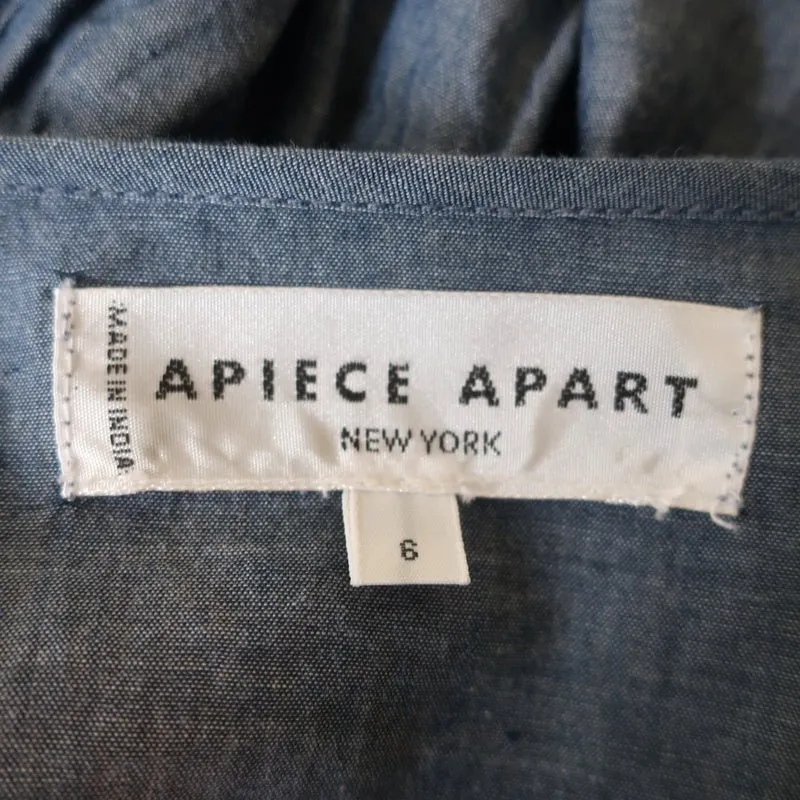 MADE IN INDIA
APIECE APART
NEW YORK
6